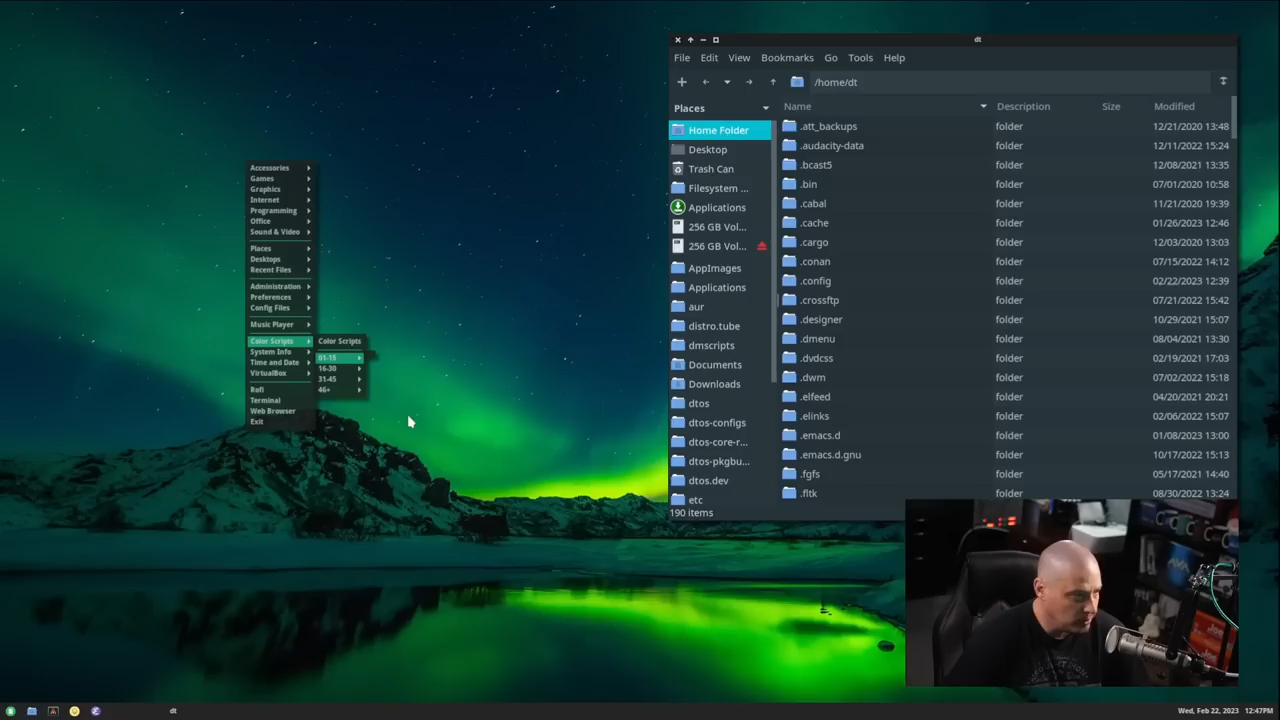 dt
File Edit View Bookmarks Go Tools Help
/home/dt
Places
Home Folder
Desktop
Trash Can
Filesystem ...
Applications
256 GB Vol...
256 GB Vol...
AppImages
Applications
aur
distro.tube
dmscripts
Documents
Downloads
dtos
dtos-configs
dtos-core-r...
dtos-pkgbu...
dtos.dev
etc
Name Description Size Modified
.att_backups folder 12/21/2020 13:48
.audacity-data folder 12/11/2022 15:24
.bcast5 folder 12/08/2021 13:35
.bin folder 07/01/2020 10:58
.cabal folder 11/21/2020 19:39
.cache folder 01/26/2023 12:46
.cargo folder 12/03/2020 13:03
.conan folder 07/15/2022 14:12
.config folder 02/22/2023 12:39
.crossftp folder 07/21/2022 15:42
.designer folder 10/29/2021 15:07
.dmenu folder 08/04/2021 13:30
.dvdcss folder 02/19/2021 17:03
.dwm folder 07/02/2022 15:18
.elfeed folder 04/20/2021 20:21
.elinks folder 02/06/2022 15:07
.emacs.d folder 01/08/2023 13:00
.emacs.d.gnu folder 10/17/2022 15:13
.fgfs folder 05/17/2021 14:40
.fltk folder 08/30/2022 13:24
190 items
Accessories
Games
Graphics
Internet
Programming
Office
Sound & Video
Places
Desktops
Recent Files
Administration
Preferences
Config Files
Music Player
Color Scripts
System Info
Time and Date
VirtualBox
Rofi
Terminal
Web Browser
Exit
Color Scripts
01-15
16-30
31-45
46+
dt
Wed, Feb 22, 2023 12:47PM